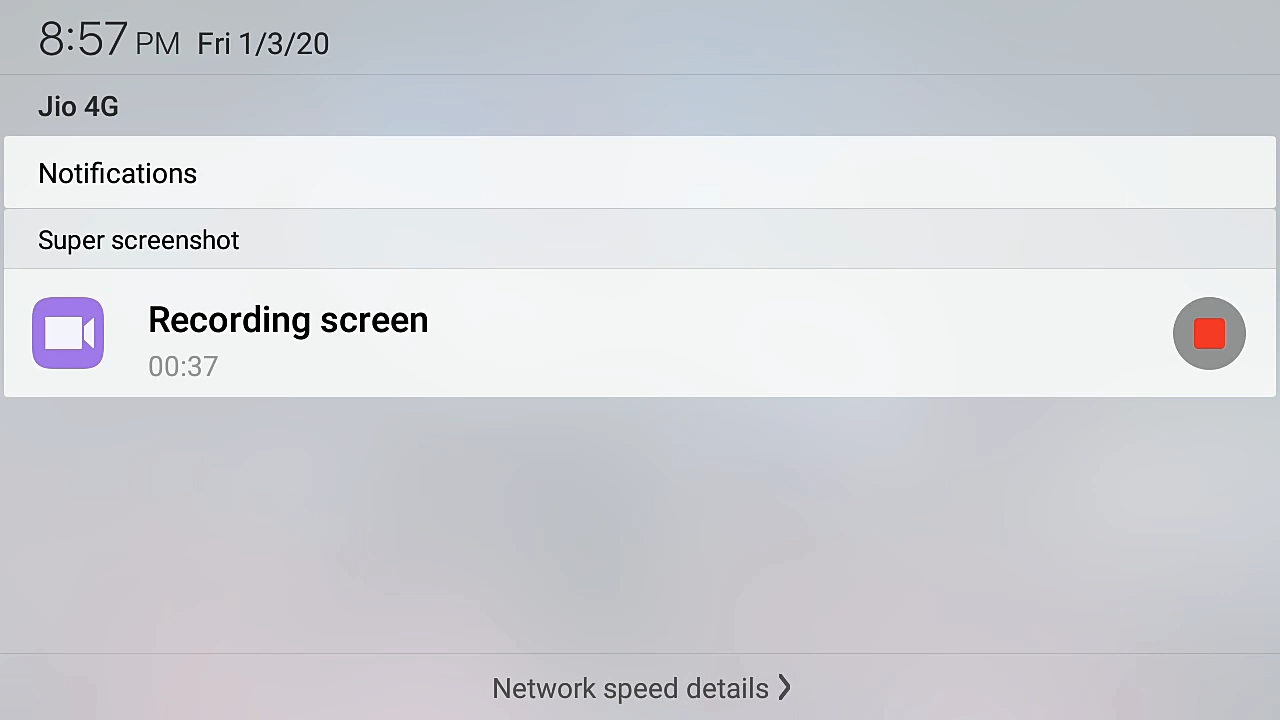 8:57 PM Fri 1/3/20
Jio 4G
Notifications
Super screenshot
Recording screen
00:37
Network speed details